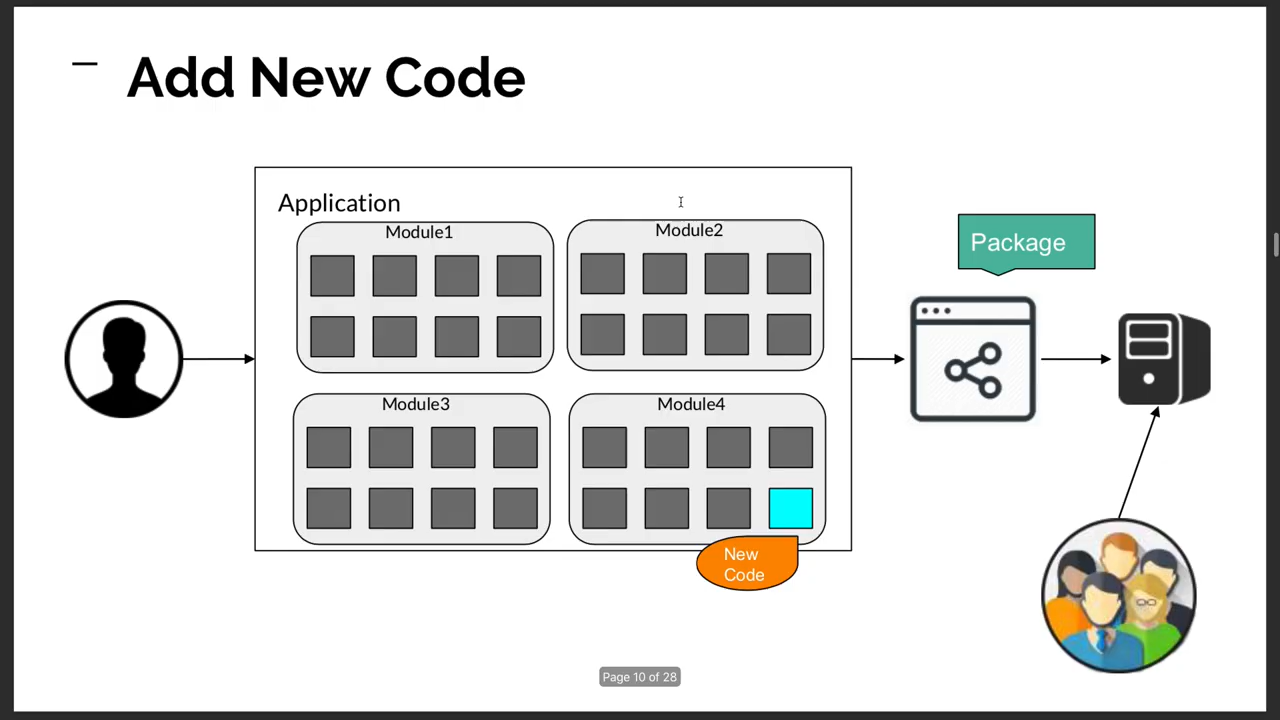 Add New Code
Application
Module1
Module2
Package
Module3
Module4
New
Code
Page 10 of 28